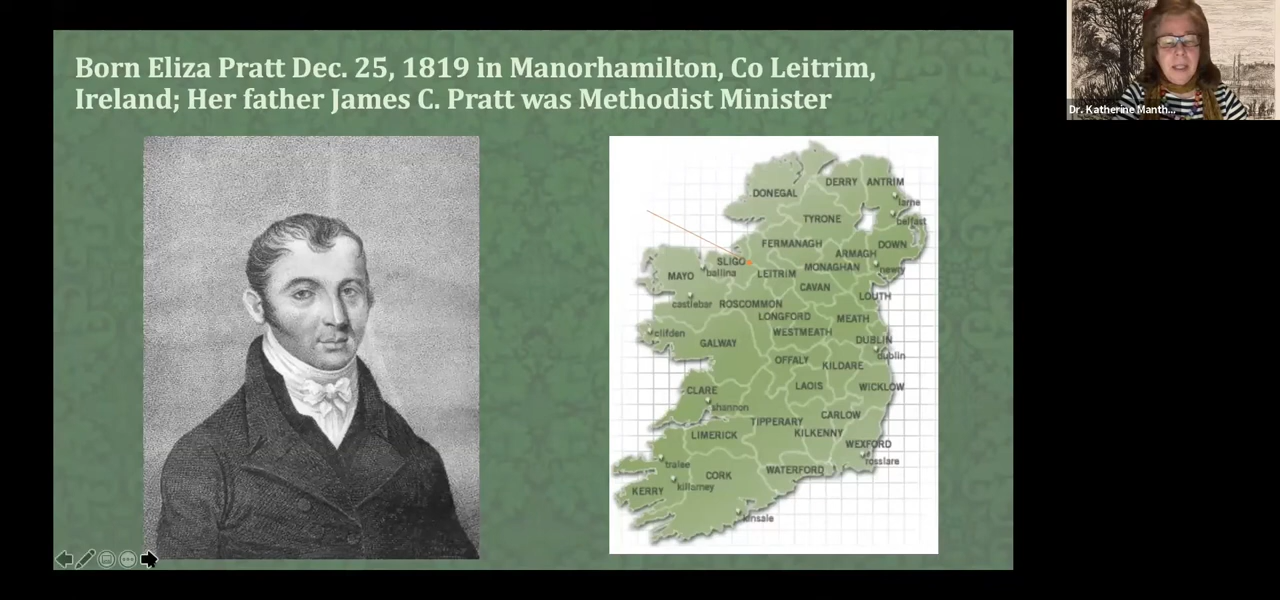 Born Eliza Pratt Dec. 25, 1819 in Manorhamilton, Co Leitrim,
Ireland; Her father James C. Pratt was Methodist Minister
Dr. Katherine Manth...
DERRY ANTRIM
DONEGAL
larne
TYRONE
belfast
FERMANAGH
DOWN
ARMAGH
SLIGO
MONAGHAN
newry
MAYO
ballina
LEITRIM
CAVAN
LOUTH
castlebar
ROSCOMMON
LONGFORD
MEATH
clifden
WESTMEATH
GALWAY
DUBLIN
dublin
OFFALY
KILDARE
CLARE
LAOIS
WICKLOW
shannon
CARLOW
TIPPERARY
LIMERICK
KILKENNY
WEXFORD
rosslare
tralee
CORK
WATERFORD
KERRY
killarney
kinsale